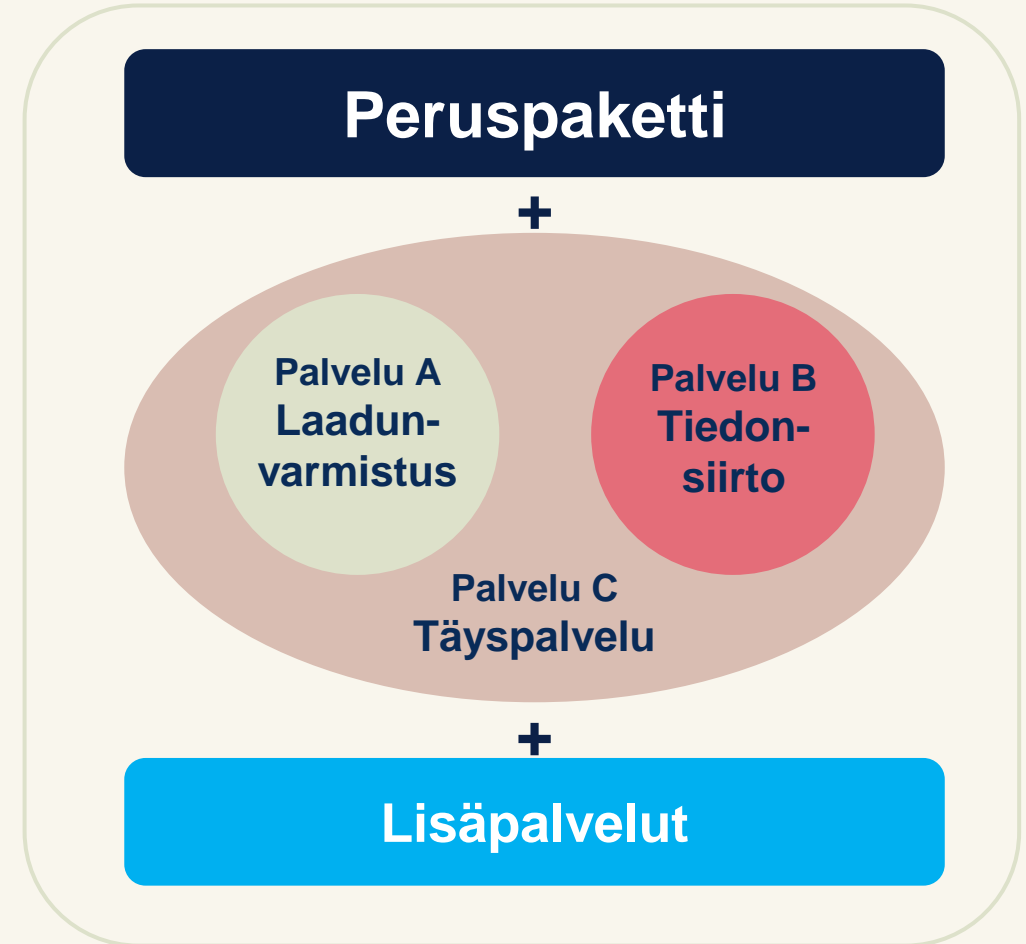 Peruspaketti
+
Palvelu A
Laadun-
varmistus
Palvelu B
Tiedon-
siirto
Palvelu C
Täyspalvelu
+
Lisäpalvelut